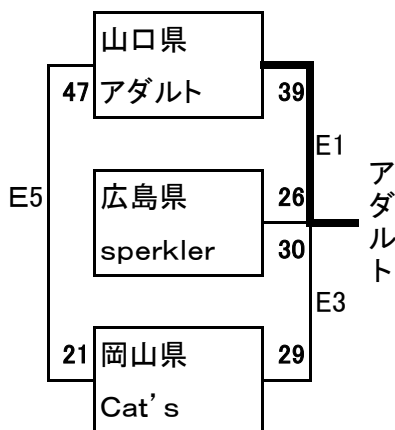 山口県
47 アダルト 39
E1
E5 広島県 26
sperkler 30
アダルト
E3
21 岡山県 29
Cat's